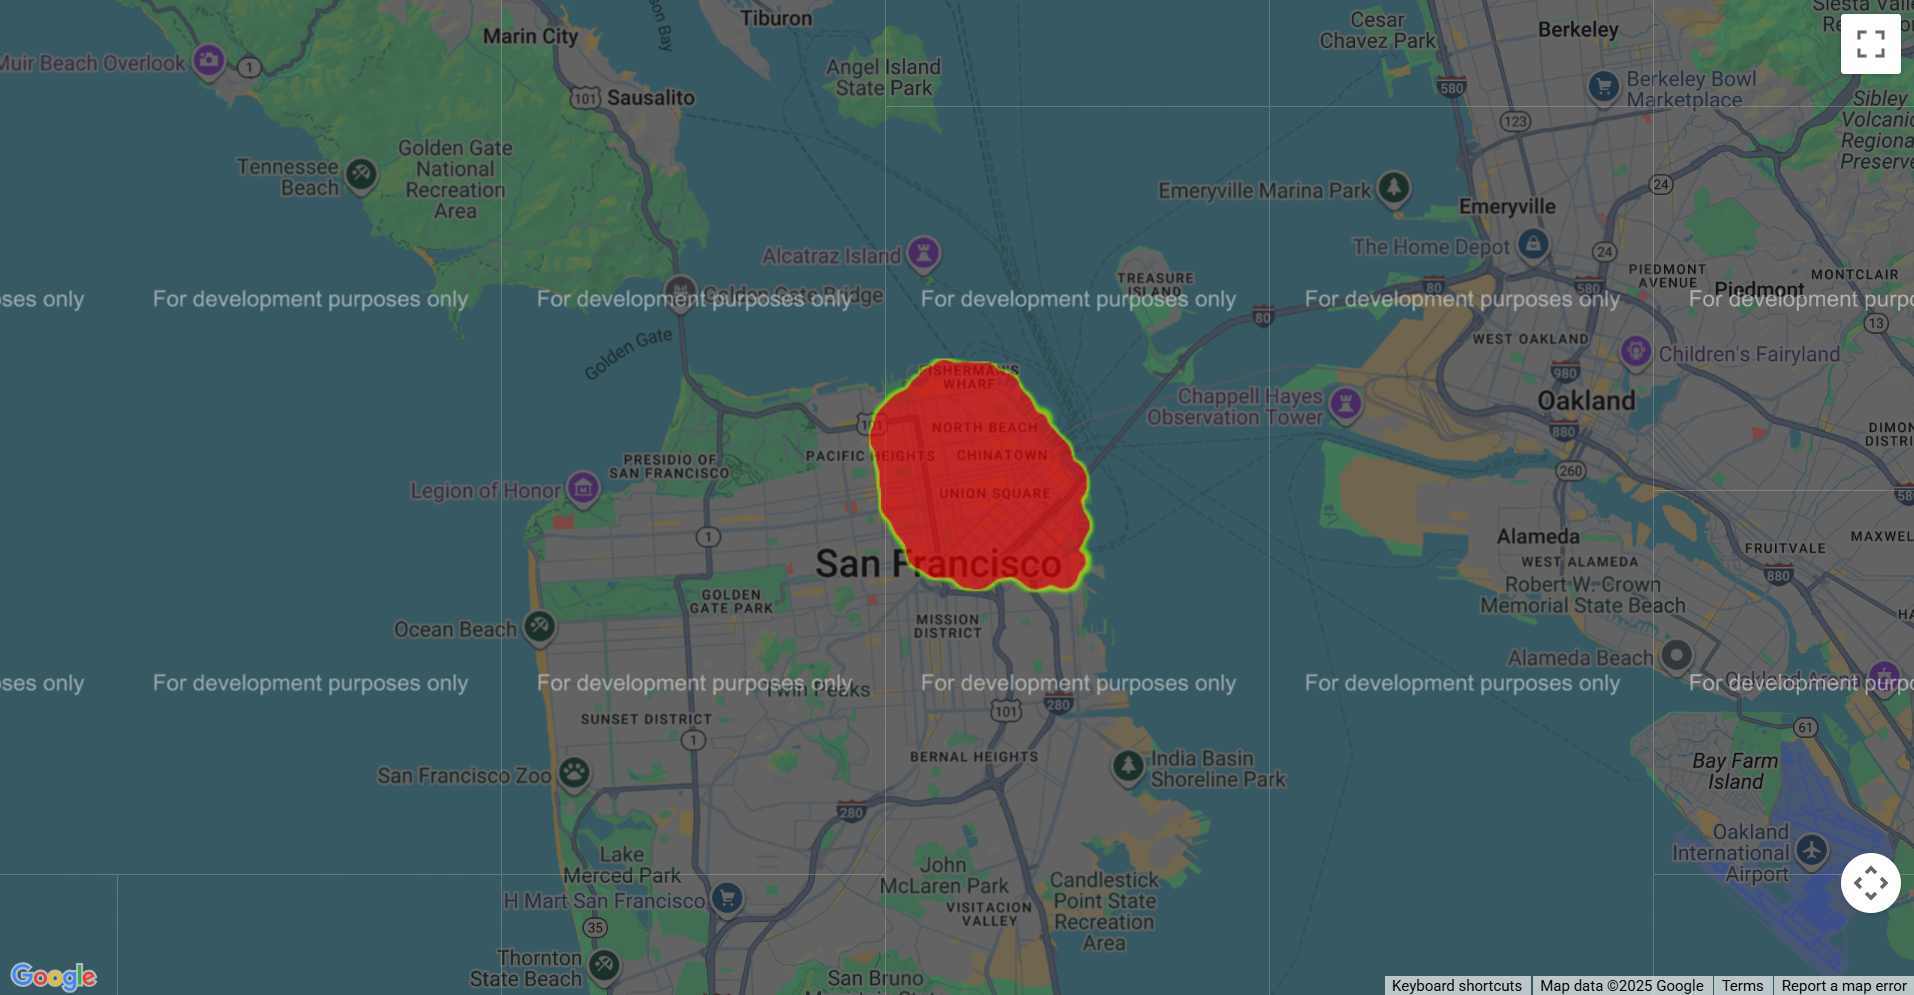 Tiburon
Marin City
Cesar
Chavez Park
Berkeley
Muir Beach Overlook
1
Angel Island
State Park
580
Berkeley Bowl
Marketplace
101
Sausalito
123
Sibley
Volcanic
Regional
Preserve
Golden Gate
National
Recreation
Area
Tennessee
Beach
24
Emeryville Marina Park
Emeryville
Alcatraz Island
The Home Depot
24
TREASURE
ISLAND
PIEDMONT
AVENUE
MONTCLAIR
80
580
Piedmont
Golden Gate Bridge
oses only
For development purposes only
For development purposes only
For development purposes only
For development purposes only
For development purpo
80
13
Golden Gate
WEST OAKLAND
Children's Fairyland
FISHERMAN'S
WHARF
980
Chappell Hayes
Observation Tower
Oakland
101
NORTH BEACH
880
DIMON
DISTRI
PACIFIC HEIGHTS
CHINATOWN
PRESIDIO OF
SAN FRANCISCO
260
Legion of Honor
UNION SQUARE
580
1
Alameda
MAXWEL
FRUITVALE
San Francisco
WEST ALAMEDA
880
Robert W. Crown
Memorial State Beach
GOLDEN
GATE PARK
HA
Ocean Beach
MISSION
DISTRICT
Alameda Beach
Oakland Arena
oses only
For development purposes only
For development purposes only
For development purposes only
For development purposes only
For development purpo
Twin Peaks
280
101
SUNSET DISTRICT
61
1
BERNAL HEIGHTS
India Basin
Shoreline Park
Bay Farm
Island
San Francisco Zoo
280
Oakland
International
Airport
Lake
Merced Park
John
McLaren Park
Candlestick
Point State
Recreation
Area
H Mart San Francisco
VISITACION
VALLEY
35
Thornton
State Beach
San Bruno
Google
Keyboard shortcuts
Map data ©2025 Google
Terms
Report a map error